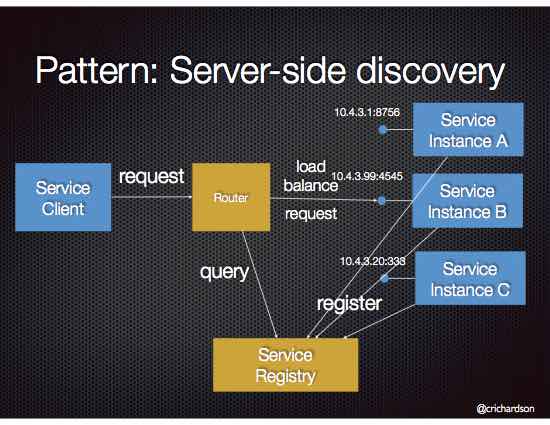 Pattern: Server-side discovery
10.4.3.1:8756
Service
Instance A
Service
Client
request
Router
load
balance
request
10.4.3.99:4545
Service
Instance B
query
10.4.3.20:333
Service
Instance C
register
Service
Registry
@crichardson